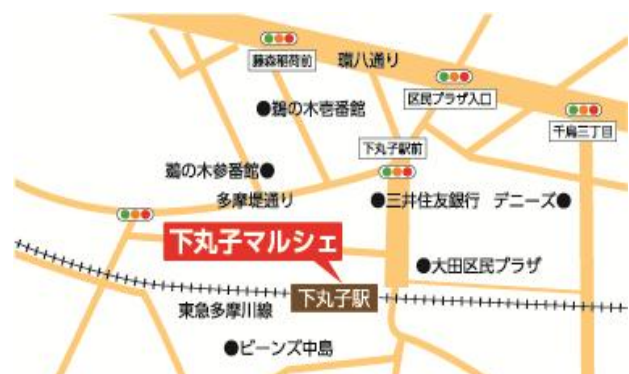 藤森稲荷前
環八通り
区民プラザ入口
千鳥三丁目
●鵜の木壱番館
下丸子駅前
鵜の木参番館●
多摩堤通り
●三井住友銀行
デニーズ●
下丸子マルシェ
●大田区民プラザ
下丸子駅
東急多摩川線
●ビーンズ中島